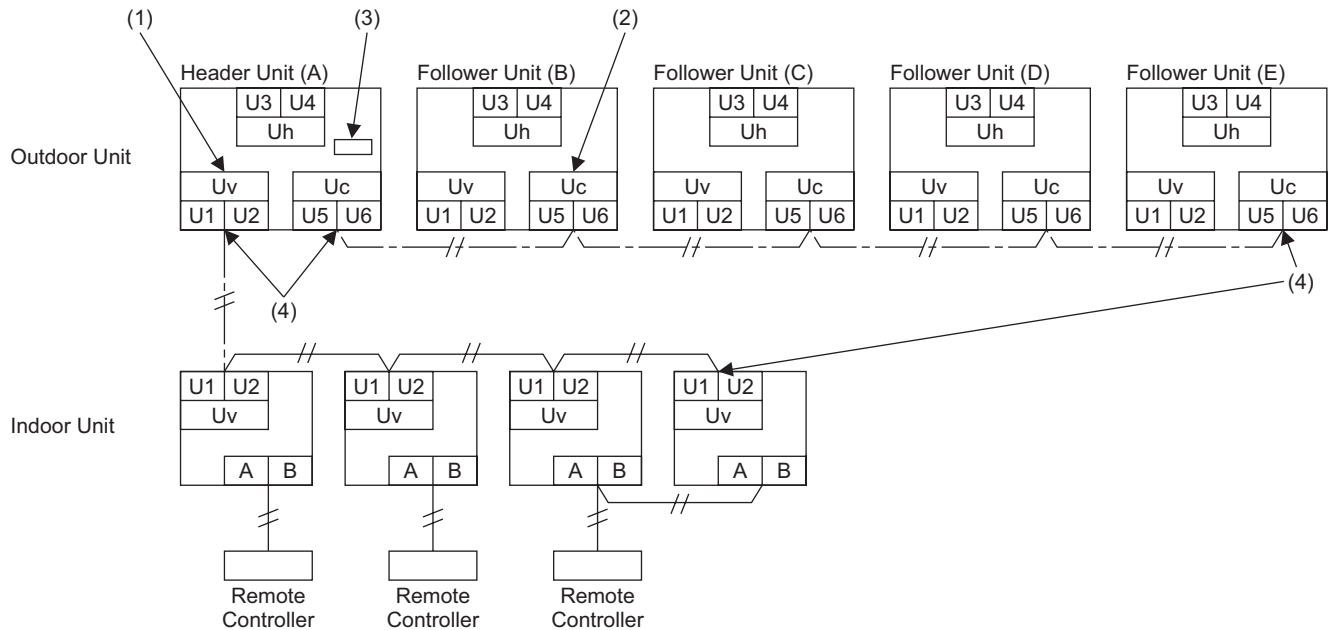 (1) (3) (2)
Header Unit (A) Follower Unit (B) Follower Unit (C) Follower Unit (D) Follower Unit (E)
U3 U4 U3 U4 U3 U4 U3 U4 U3 U4
Uh Uh Uh Uh Uh
Outdoor Unit
Uv Uc Uv Uc Uv Uc Uv Uc Uv Uc
U1 U2 U5 U6 U1 U2 U5 U6 U1 U2 U5 U6 U1 U2 U5 U6 U1 U2 U5 U6
(4) (4)
U1 U2 U1 U2 U1 U2 U1 U2
Uv Uv Uv Uv
Indoor Unit
A B A B A B A B
Remote Remote Remote
Controller Controller Controller